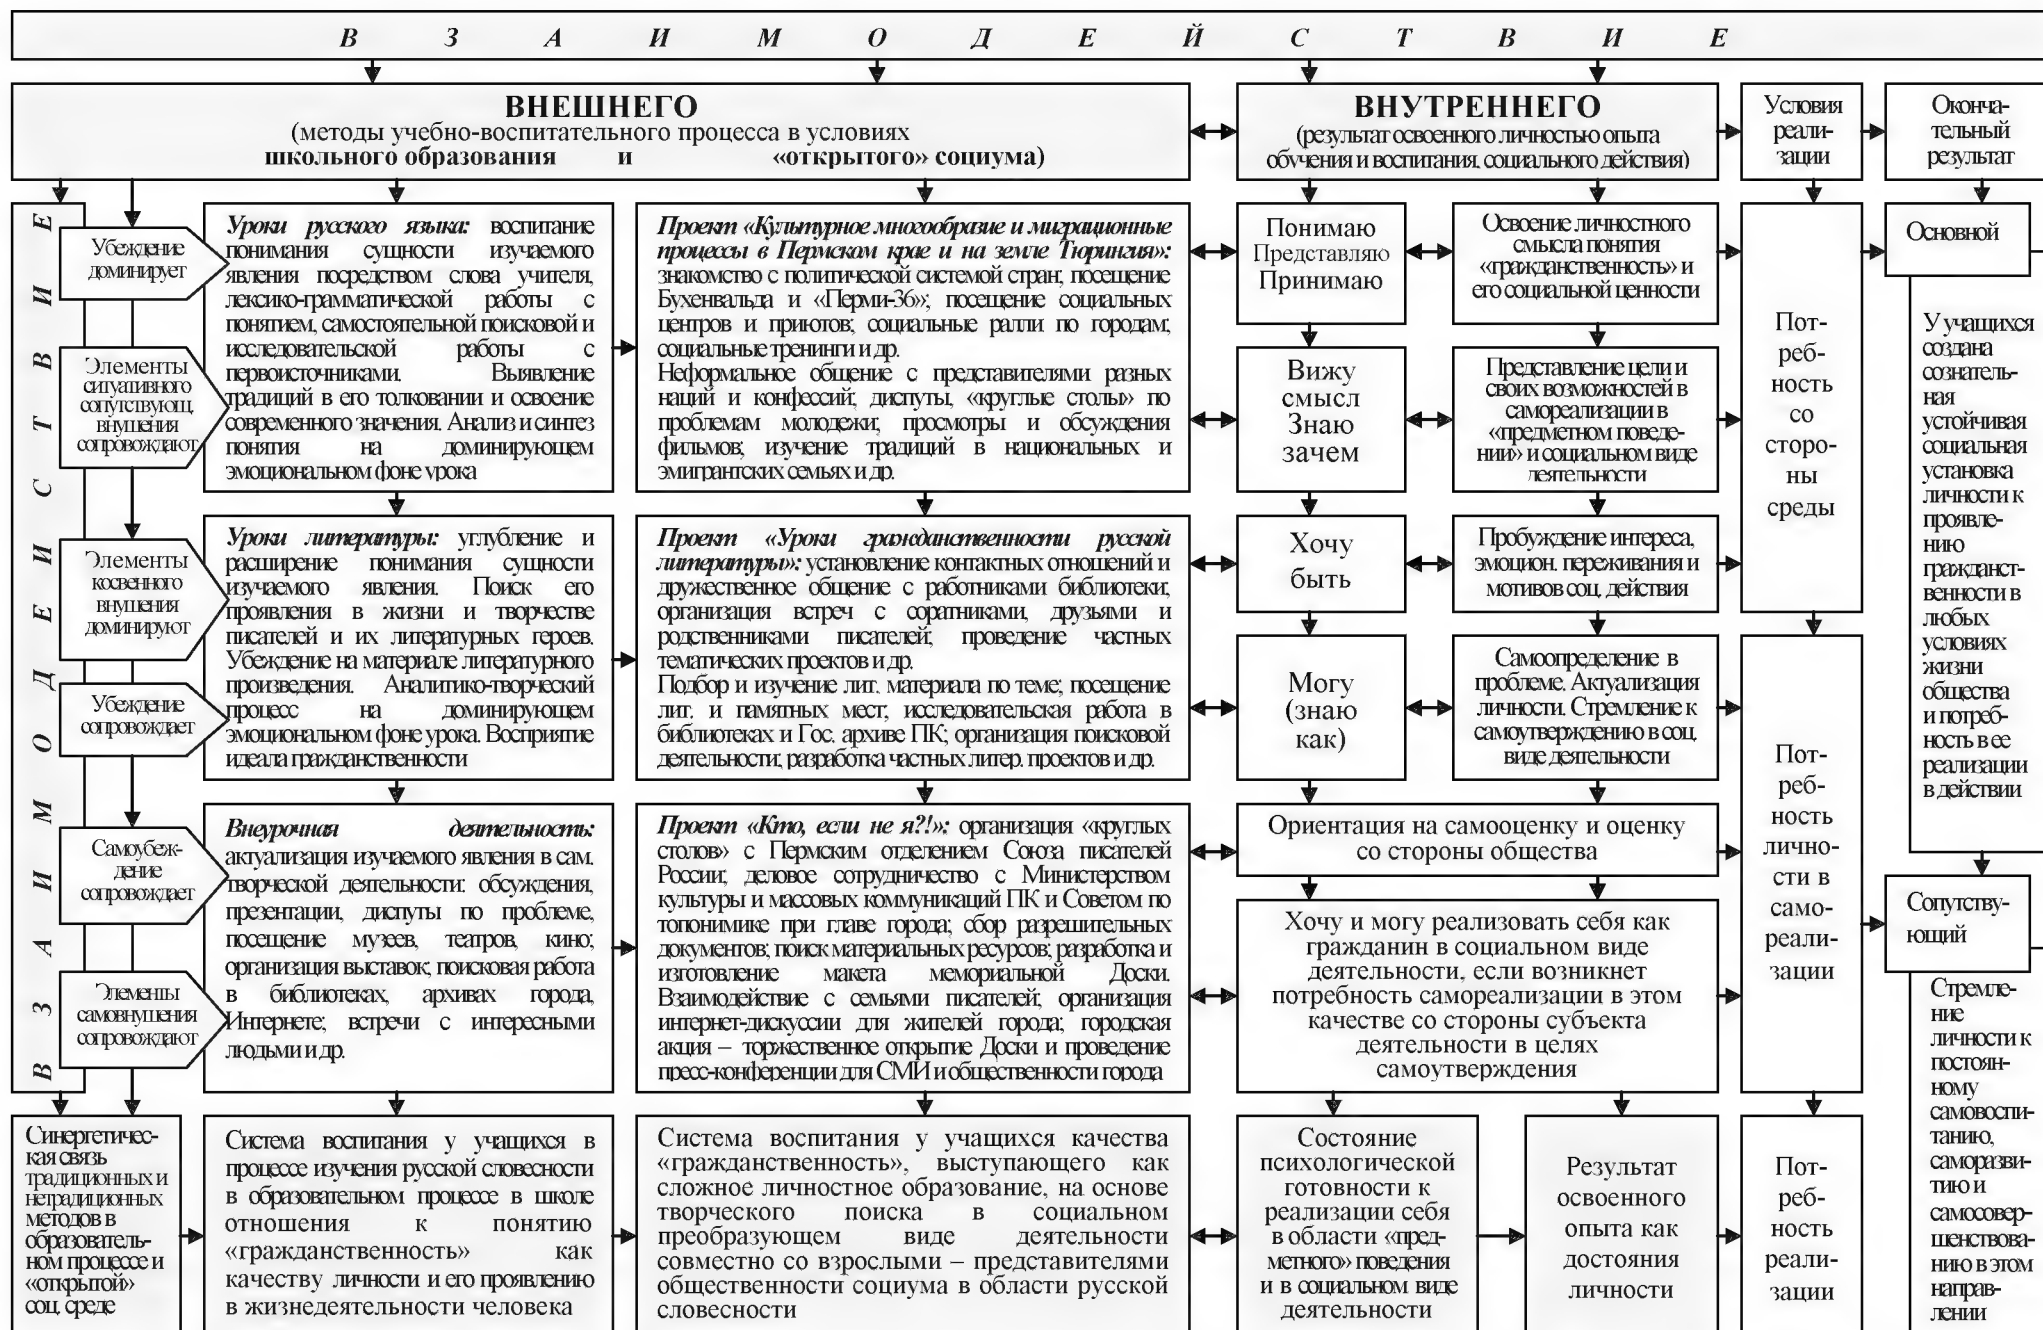 В З А И М О Д Е Й С Т В И Е
ВНЕШНЕГО
(методы учебно-воспитательного процесса в условиях
школьного образования и «открытого» социума)
ВНУТРЕННЕГО
(результат освоенного личностью опыта
обучения и воспитания, социального действия)
Условия
реали-
зации
Оконча-
тельный
результат
В З А И М О Д Е Й С Т В И Е
Убеждение
доминирует
Элементы
ситуативного
сопутствующ.
внушения
сопровождают
Элементы
косвенного
внушения
доминируют
Убеждение
сопровождает
Самоубеж-
дение
сопровождает
Элементы
самовнушения
сопровождают
Уроки русского языка: воспитание
понимания сущности изучаемого
явления посредством слова учителя,
лексико-грамматической работы с
понятием, самостоятельной поисковой и
исследовательской работы с
первоисточниками. Выявление
традиций в его толковании и освоение
современного значения. Анализ и синтез
понятия на доминирующем
эмоциональном фоне урока
Проект «Культурное многообразие и миграционные
процессы в Пермском крае и на земле Тюрингия»:
знакомство с политической системой стран; посещение
Бухенвальда и «Перми-36»; посещение социальных
центров и приютов; социальные ралли по городам;
социальные тренинги и др.
Неформальное общение с представителями разных
наций и конфессий; диспуты, «круглые столы» по
проблемам молодежи; просмотры и обсуждения
фильмов; изучение традиций в национальных и
эмигрантских семьях и др.
Понимаю
Представляю
Принимаю
Освоение личностного
смысла понятия
«гражданственность» и
его социальной ценности
Вижу
смысл
Знаю
зачем
Представление цели и
своих возможностей в
самореализации в
«предметном поведе-
нии» и социальном виде
деятельности
Пот-
реб-
ность
со
сторо-
ны
среды
Основной
У учащихся
создана
сознатель-
ная
устойчивая
социальная
установка
личности к
проявле-
нию
гражданст-
венности в
любых
условиях
жизни
общества
и потреб-
ность в ее
реализации
в действии
Уроки литературы: углубление и
расширение понимания сущности
изучаемого явления. Поиск его
проявления в жизни и творчестве
писателей и их литературных героев.
Убеждение на материале литературного
произведения. Аналитико-творческий
процесс на доминирующем
эмоциональном фоне урока. Восприятие
идеала гражданственности
Проект «Уроки гражданственности русской
литературы»: установление контактных отношений и
дружественное общение с работниками библиотеки;
организация встреч с соратниками, друзьями и
родственниками писателей; проведение частных
тематических проектов и др.
Подбор и изучение лит. материала по теме; посещение
лит. и памятных мест; исследовательская работа в
библиотеках и Гос. архиве ПК; организация поисковой
деятельности; разработка частных литер. проектов и др.
Хочу
быть
Пробуждение интереса,
эмоцион. переживания и
мотивов соц. действия
Могу
(знаю
как)
Самоопределение в
проблеме. Актуализация
личности. Стремление к
самоутверждению в соц.
виде деятельности
Пот-
реб-
ность
лично-
сти в
само-
реали-
зации
Внеурочная деятельность:
актуализация изучаемого явления в сам.
творческой деятельности: обсуждения,
презентации, диспуты по проблеме,
посещение музеев, театров, кино;
организация выставок; поисковая работа
в библиотеках, архивах города,
Интернете; встречи с интересными
людьми и др.
Проект «Кто, если не я?!»: организация «круглых
столов» с Пермским отделением Союза писателей
России; деловое сотрудничество с Министерством
культуры и массовых коммуникаций ПК и Советом по
топонимике при главе города; сбор разрешительных
документов; поиск материальных ресурсов; разработка и
изготовление макета мемориальной Доски.
Взаимодействие с семьями писателей; организация
интернет-дискуссии для жителей города; городская
акция – торжественное открытие Доски и проведение
пресс-конференции для СМИ и общественности города
Ориентация на самооценку и оценку
со стороны общества
Хочу и могу реализовать себя как
гражданин в социальном виде
деятельности, если возникнет
потребность самореализации в этом
качестве со стороны субъекта
деятельности в целях
самоутверждения
Сопутству-
ющий
Стремле-
ние
личности к
постоян-
ному
самовоспи-
танию,
саморазви-
тию и
самосовер-
шенствова-
нию в этом
направ-
лении
Синергетичес-
кая связь
традиционных и
нетрадиционных
методов в
образователь-
ном процессе и
«открытой»
соц. среде
Система воспитания у учащихся в
процессе изучения русской словесности
в образовательном процессе в школе
отношения к понятию
«гражданственность» как
качеству личности и его проявлению
в жизнедеятельности человека
Система воспитания у учащихся качества
«гражданственность», выступающего как
сложное личностное образование, на основе
творческого поиска в социальном
преобразующем виде деятельности
совместно со взрослыми – представителями
общественности социума в области русской
словесности
Состояние
психологической
готовности к
реализации себя
в области «пред-
метного» поведения
и в социальном виде
деятельности
Результат
освоенного
опыта как
достояния
личности
Пот-
реб-
ность
реали-
зации